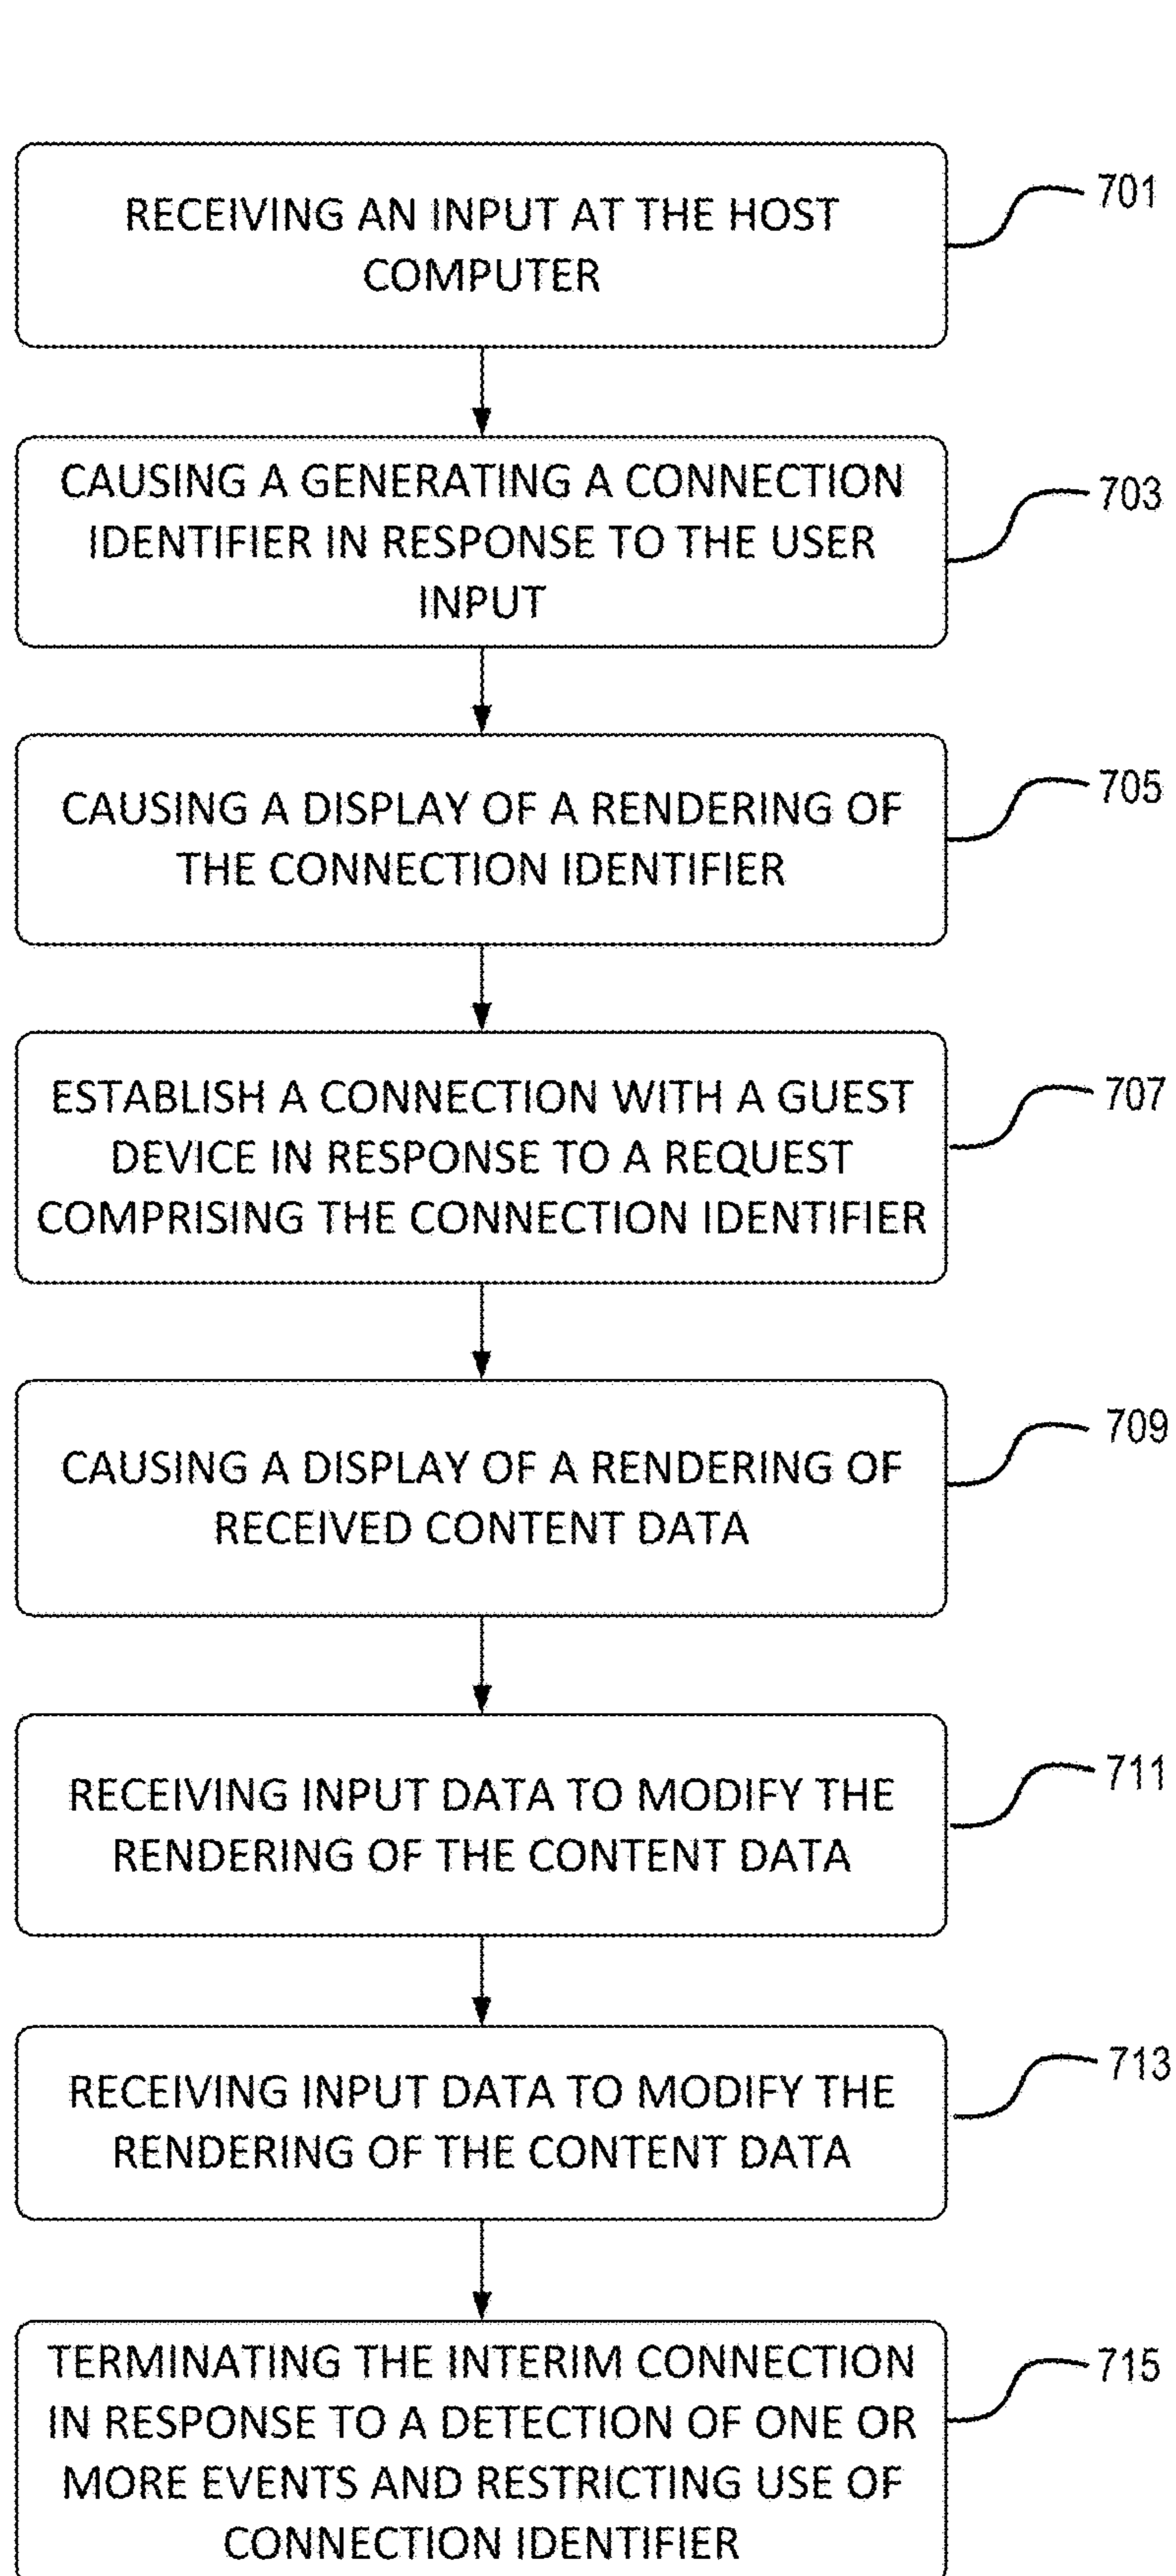 RECEIVING AN INPUT AT THE HOST
COMPUTER
701
CAUSING A GENERATING A CONNECTION
IDENTIFIER IN RESPONSE TO THE USER
INPUT
703
CAUSING A DISPLAY OF A RENDERING OF
THE CONNECTION IDENTIFIER
705
ESTABLISH A CONNECTION WITH A GUEST
DEVICE IN RESPONSE TO A REQUEST
COMPRISING THE CONNECTION IDENTIFIER
707
CAUSING A DISPLAY OF A RENDERING OF
RECEIVED CONTENT DATA
709
RECEIVING INPUT DATA TO MODIFY THE
RENDERING OF THE CONTENT DATA
711
RECEIVING INPUT DATA TO MODIFY THE
RENDERING OF THE CONTENT DATA
713
TERMINATING THE INTERIM CONNECTION
IN RESPONSE TO A DETECTION OF ONE OR
MORE EVENTS AND RESTRICTING USE OF
CONNECTION IDENTIFIER
715